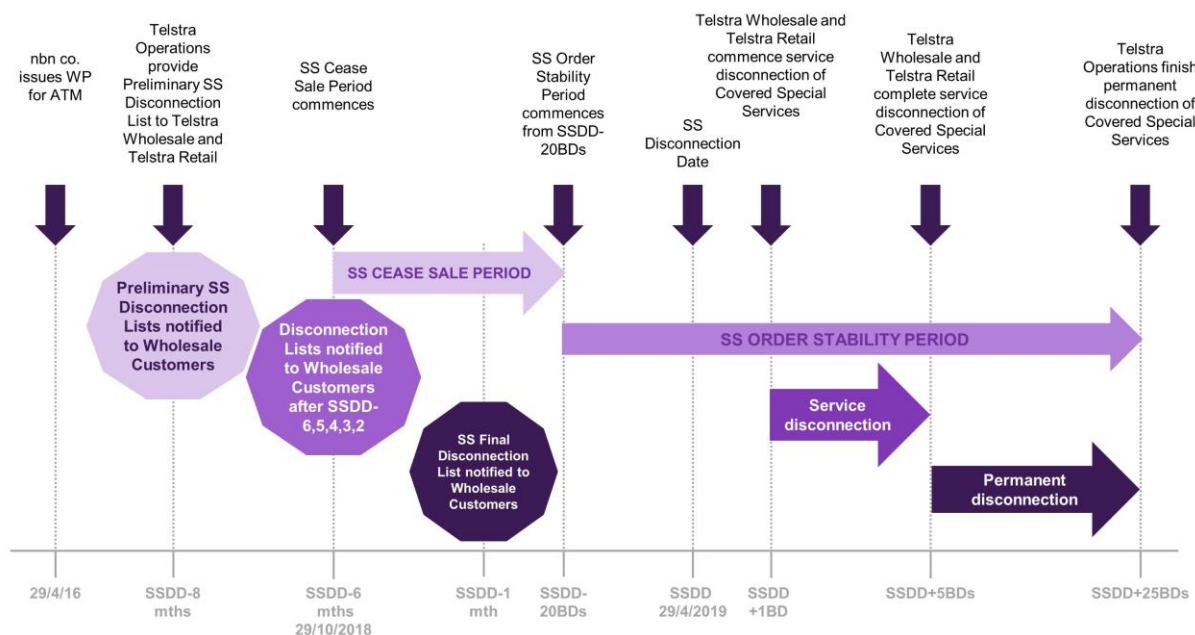 nbn co.
issues WP
for ATM
Telstra
Operations
provide
Preliminary SS
Disconnection
List to Telstra
Wholesale and
Telstra Retail
SS Cease
Sale Period
commences
SS Order
Stability
Period
commences
from SSDD-
20BDs
SS
Disconnection
Date
Telstra Wholesale and
Telstra Retail
commence service
disconnection of
Covered Special
Services
Telstra
Wholesale and
Telstra Retail
complete service
disconnection of
Covered Special
Services
Telstra
Operations finish
permanent
disconnection of
Covered Special
Services
Preliminary SS
Disconnection
Lists notified
to Wholesale
Customers
SS CEASE SALE PERIOD
Disconnection
Lists notified
to Wholesale
Customers
after SSDD-
6,5,4,3,2
SS ORDER STABILITY PERIOD
SS Final
Disconnection
List notified to
Wholesale
Customers
Service
disconnection
Permanent
disconnection
29/4/16
SSDD-8
mths
SSDD-6
mths
29/10/2018
SSDD-1
mth
SSDD-
20BDs
SSDD
29/4/2019
SSDD
+1BD
SSDD+5BDs
SSDD+25BDs